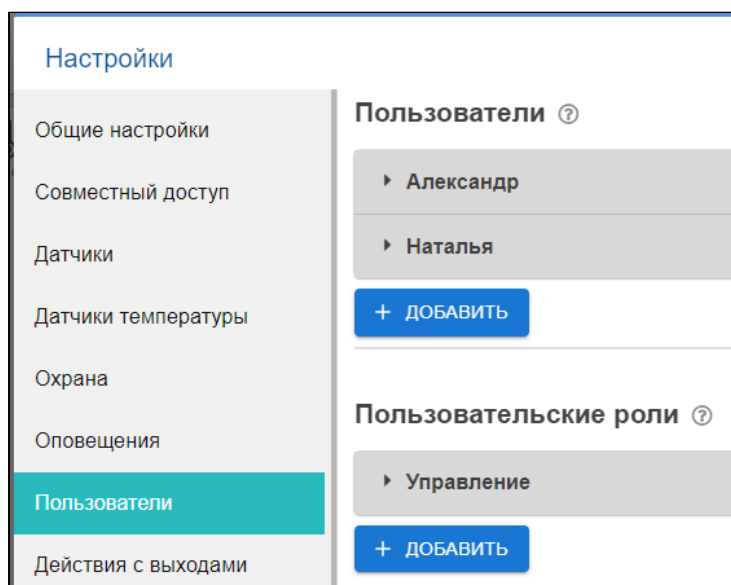 Настройки
Общие настройки
Совместный доступ
Датчики
Датчики температуры
Охрана
Оповещения
Пользователи
Действия с выходами
Пользователи ?
Александр
Наталья
+ ДОБАВИТЬ
Пользовательские роли ?
Управление
+ ДОБАВИТЬ